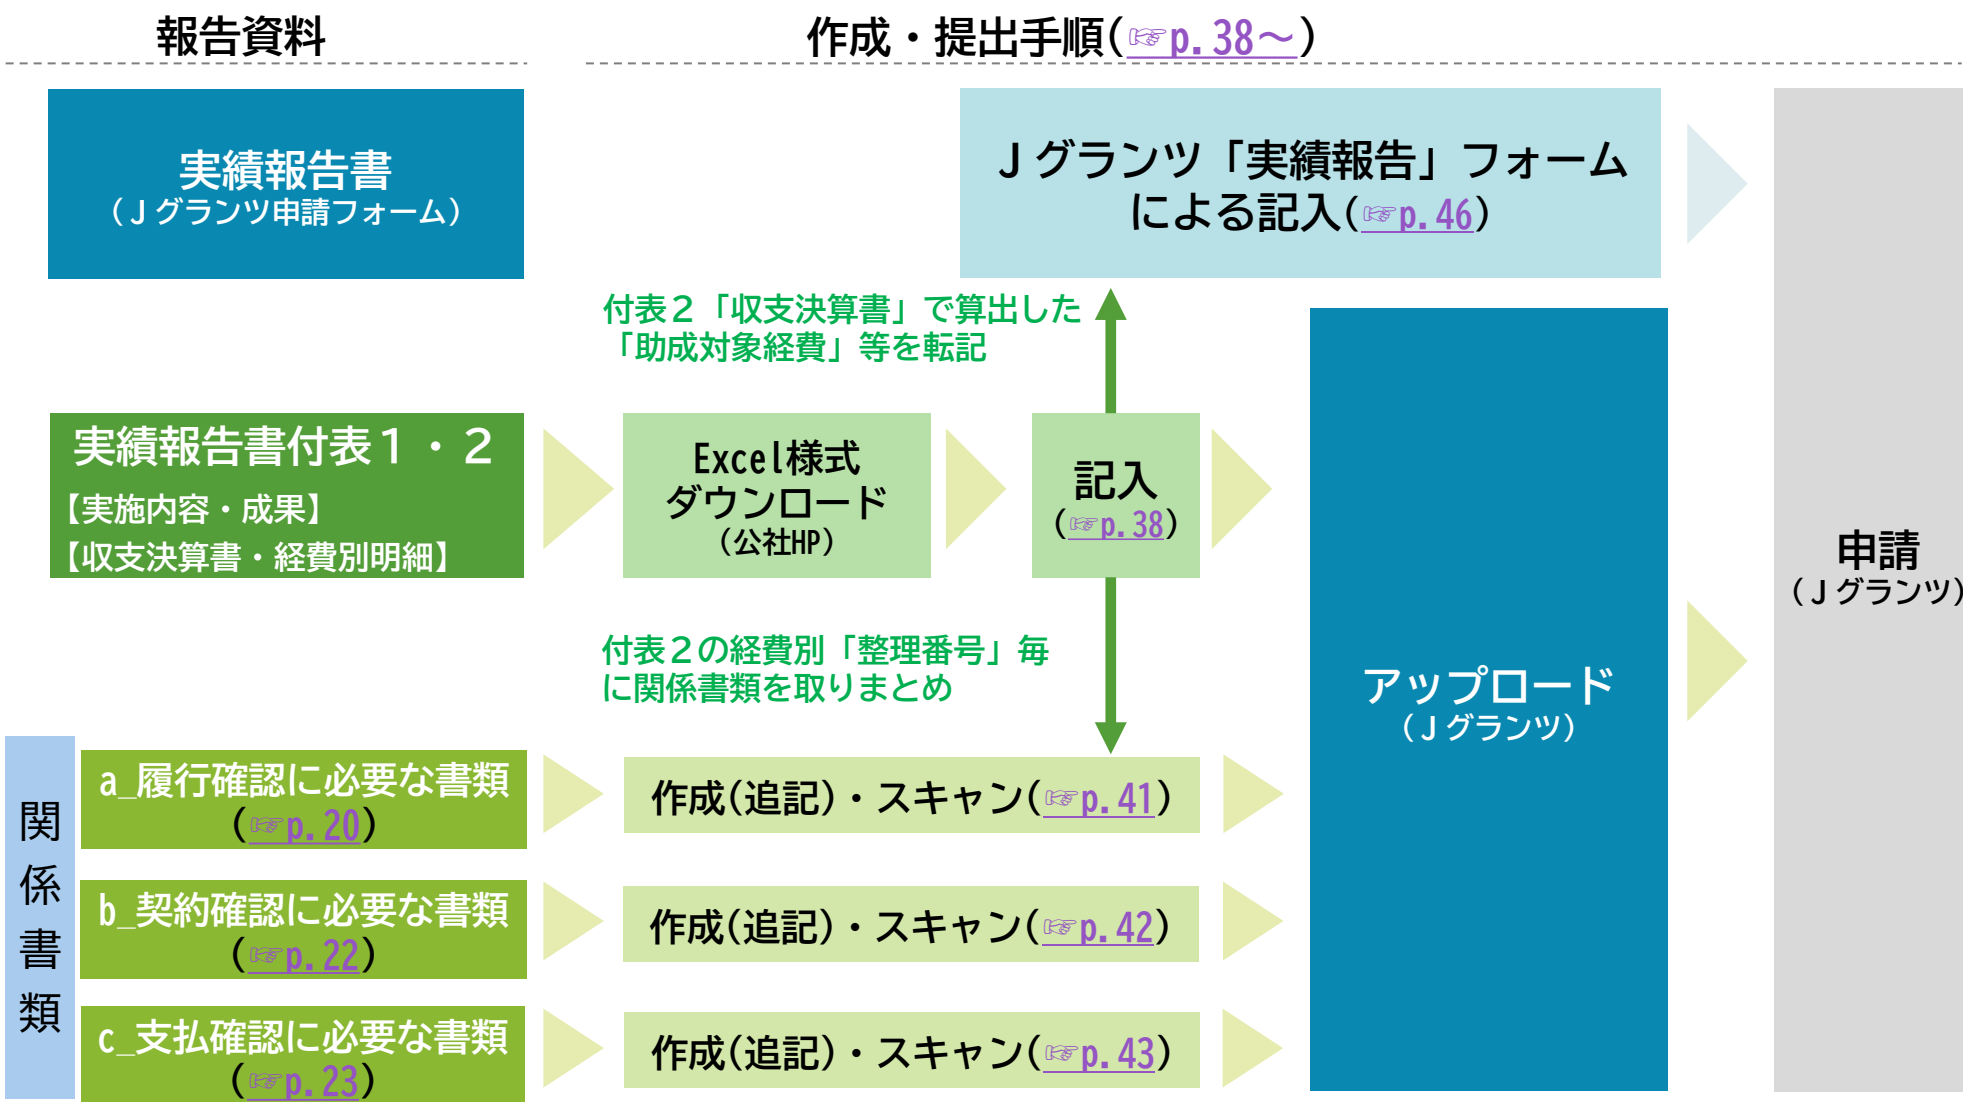 報告資料
作成・提出手順(☞p.38～)
実績報告書
（Ｊグランツ申請フォーム）
Ｊグランツ「実績報告」フォーム
による記入(☞p.46)
付表２「収支決算書」で算出した
「助成対象経費」等を転記
実績報告書付表１・２
【実施内容・成果】
【収支決算書・経費別明細】
Excel様式
ダウンロード
（公社HP）
記入
(☞p.38)
付表２の経費別「整理番号」毎
に関係書類を取りまとめ
アップロード
（Ｊグランツ）
申請
（Ｊグランツ）
関係書類
a_履行確認に必要な書類
(☞p.20)
作成(追記)・スキャン(☞p.41)
b_契約確認に必要な書類
(☞p.22)
作成(追記)・スキャン(☞p.42)
c_支払確認に必要な書類
(☞p.23)
作成(追記)・スキャン(☞p.43)